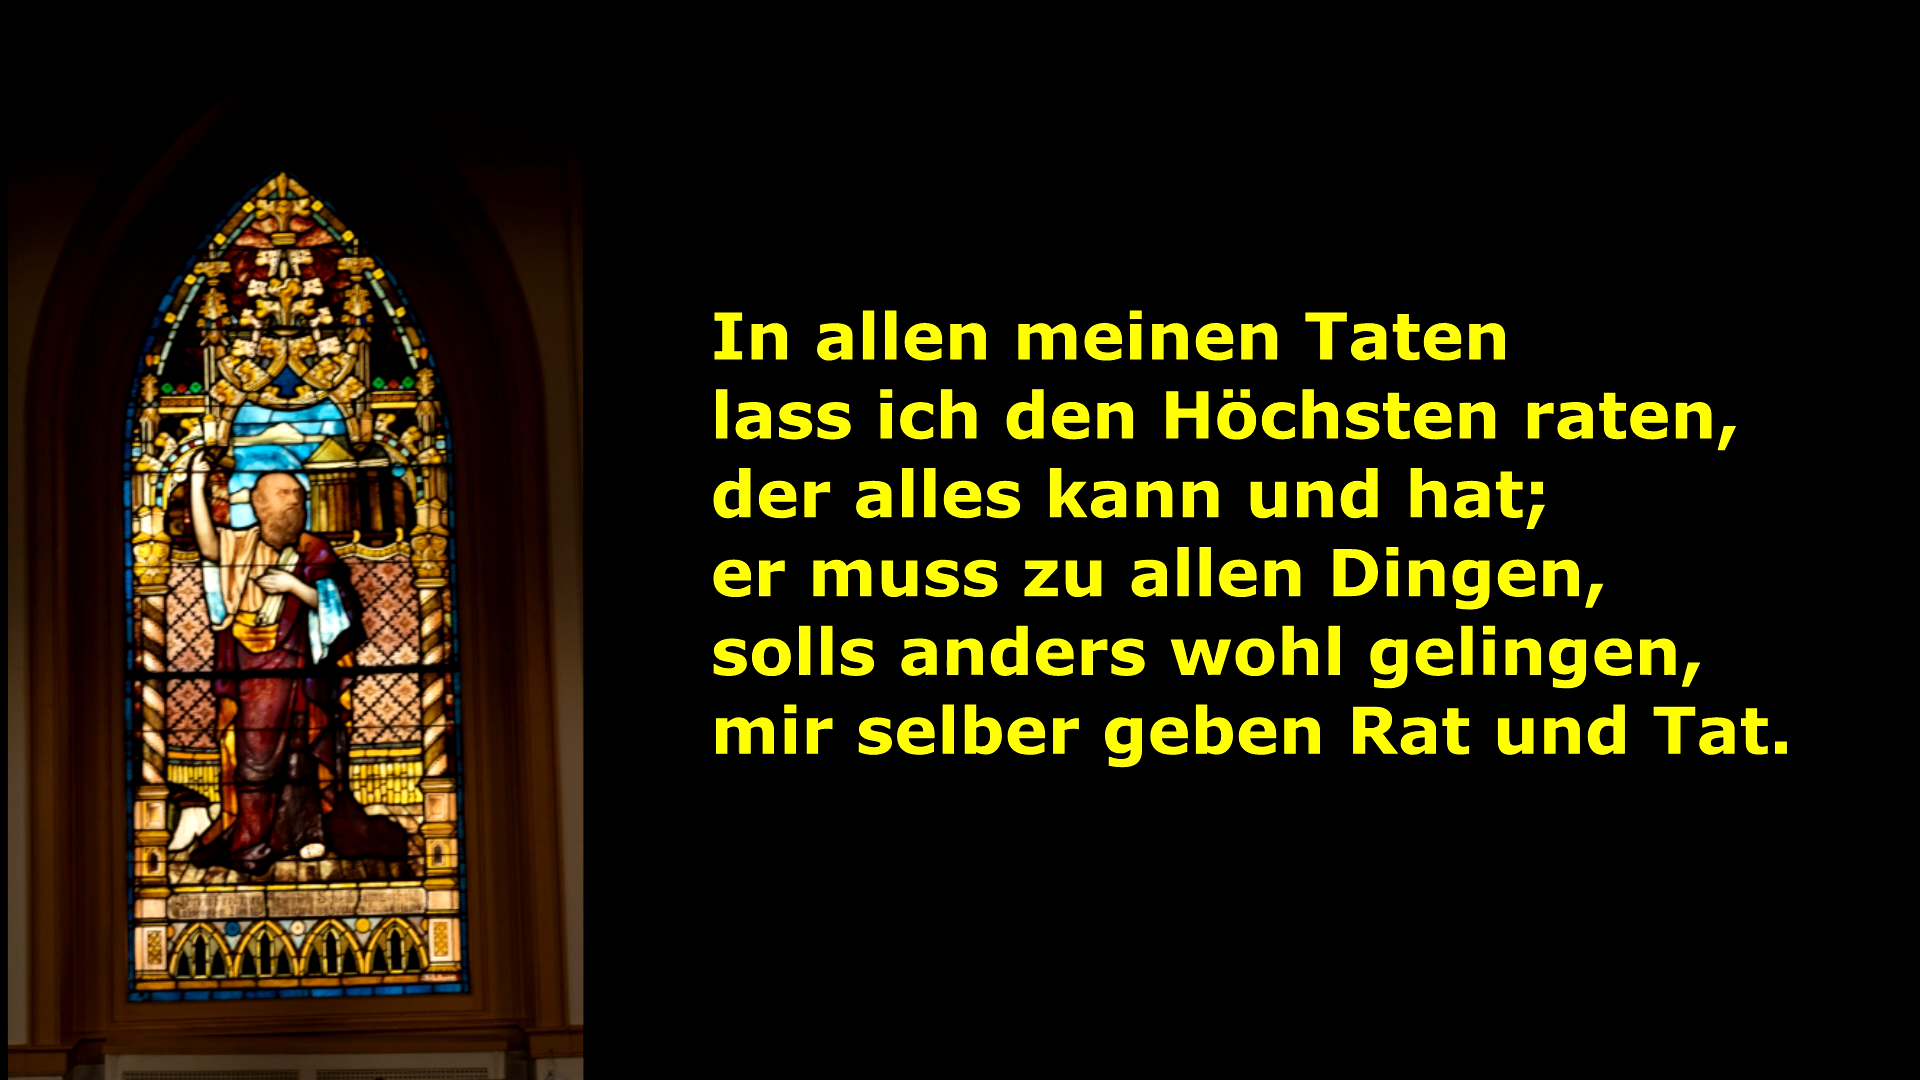 In allen meinen Taten
lass ich den Höchsten raten,
der alles kann und hat;
er muss zu allen Dingen,
solls anders wohl gelingen,
mir selber geben Rat und Tat.